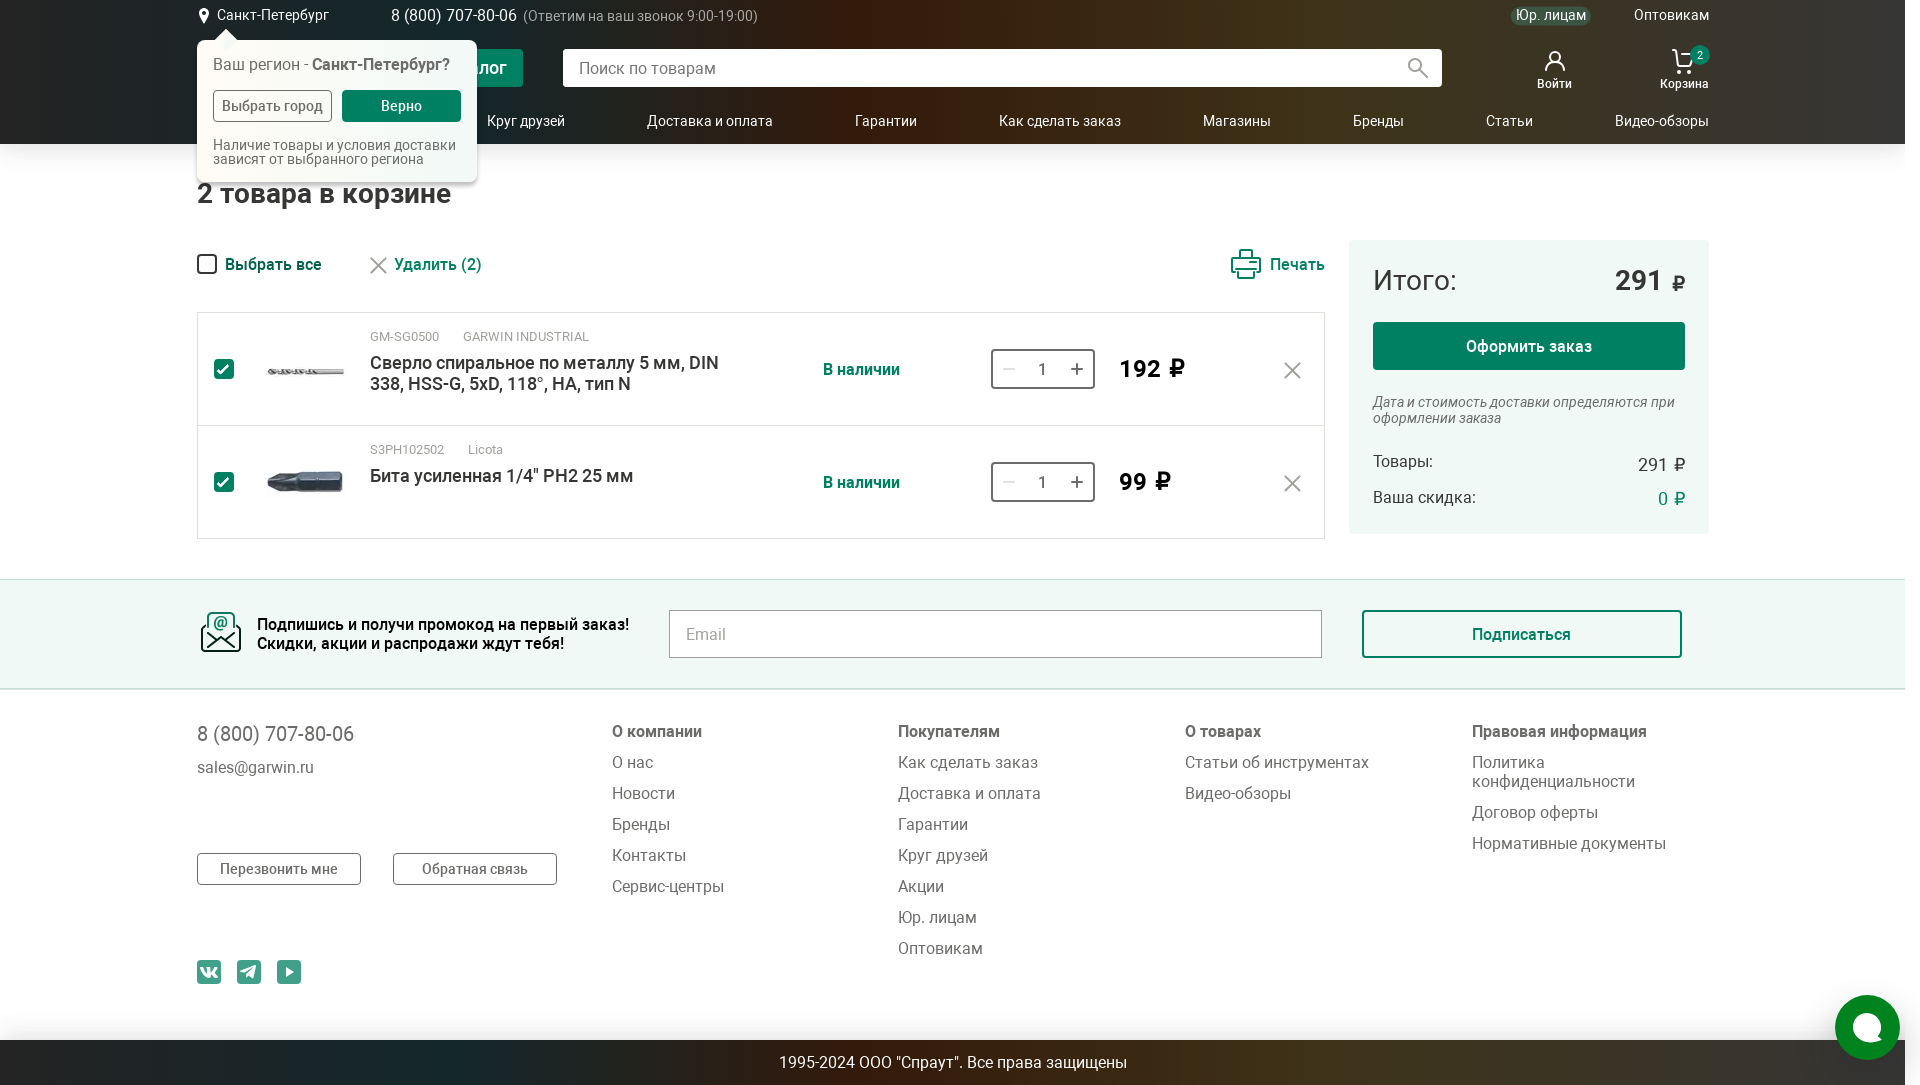 Санкт-Петербург
8 (800) 707-80-06 (Ответим на ваш звонок 9:00-19:00)
Юр. лицам
Оптовикам
Ваш регион - Санкт-Петербург?
Выбрать город
Верно
Наличие товары и условия доставки
зависят от выбранного региона
лог
Поиск по товарам
Войти
2
Корзина
Круг друзей
Доставка и оплата
Гарантии
Как сделать заказ
Магазины
Бренды
Статьи
Видео-обзоры
2 товара в корзине
Выбрать все
Удалить (2)
Печать
GM-SG0500 GARWIN INDUSTRIAL
Сверло спиральное по металлу 5 мм, DIN
338, HSS-G, 5xD, 118°, HA, тип N
В наличии
1
192 ₽
S3PH102502 Licota
Бита усиленная 1/4" PH2 25 мм
В наличии
1
99 ₽
Итого: 291 ₽
Оформить заказ
Дата и стоимость доставки определяются при
оформлении заказа
Товары: 291 ₽
Ваша скидка: 0 ₽
Подпишись и получи промокод на первый заказ!
Скидки, акции и распродажи ждут тебя!
Email
Подписаться
8 (800) 707-80-06
sales@garwin.ru
Перезвонить мне
Обратная связь
О компании
О нас
Новости
Бренды
Контакты
Сервис-центры
Покупателям
Как сделать заказ
Доставка и оплата
Гарантии
Круг друзей
Акции
Юр. лицам
Оптовикам
О товарах
Статьи об инструментах
Видео-обзоры
Правовая информация
Политика
конфиденциальности
Договор оферты
Нормативные документы
1995-2024 ООО "Спраут". Все права защищены